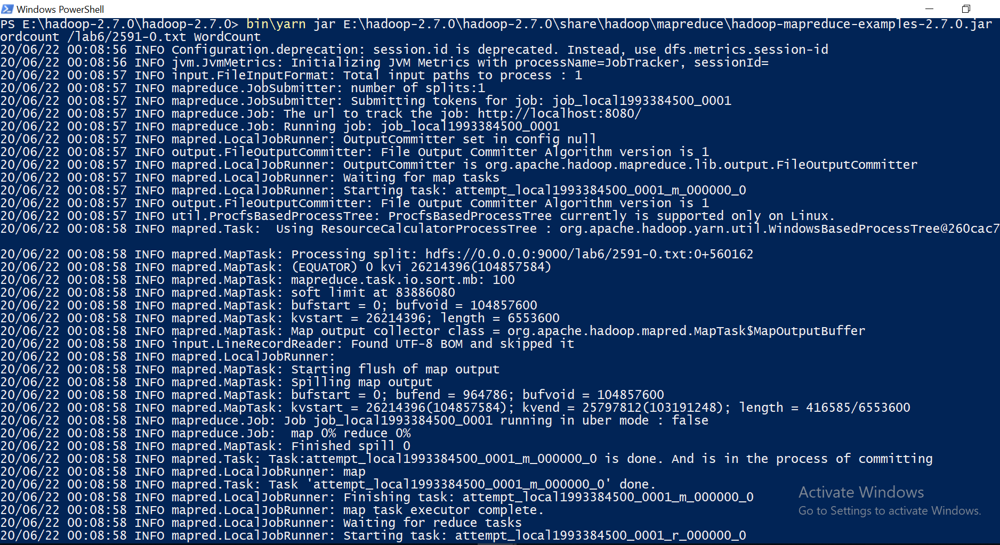 Windows PowerShell
PS E:\hadoop-2.7.0\hadoop-2.7.0> bin\yarn jar E:\hadoop-2.7.0\hadoop-2.7.0\share\hadoop\mapreduce\hadoop-mapreduce-examples-2.7.0.jar
ordcount /lab6/2591-0.txt WordCount
20/06/22 00:08:56 INFO Configuration.deprecation: session.id is deprecated. Instead, use dfs.metrics.session-id
20/06/22 00:08:56 INFO jvm.JvmMetrics: Initializing JVM Metrics with processName=JobTracker, sessionId=
20/06/22 00:08:57 INFO input.FileInputFormat: Total input paths to process : 1
20/06/22 00:08:57 INFO mapreduce.JobSubmitter: number of splits:1
20/06/22 00:08:57 INFO mapreduce.JobSubmitter: Submitting tokens for job: job_local1993384500_0001
20/06/22 00:08:57 INFO mapreduce.Job: The url to track the job: http://localhost:8080/
20/06/22 00:08:57 INFO mapreduce.Job: Running job: job_local1993384500_0001
20/06/22 00:08:57 INFO mapred.LocalJobRunner: OutputCommitter set in config null
20/06/22 00:08:57 INFO output.FileOutputCommitter: File Output Committer Algorithm version is 1
20/06/22 00:08:57 INFO mapred.LocalJobRunner: OutputCommitter is org.apache.hadoop.mapreduce.lib.output.FileOutputCommitter
20/06/22 00:08:57 INFO mapred.LocalJobRunner: Waiting for map tasks
20/06/22 00:08:57 INFO mapred.LocalJobRunner: Starting task: attempt_local1993384500_0001_m_000000_0
20/06/22 00:08:57 INFO output.FileOutputCommitter: File Output Committer Algorithm version is 1
20/06/22 00:08:57 INFO util.ProcfsBasedProcessTree: ProcfsBasedProcessTree currently is supported only on Linux.
20/06/22 00:08:58 INFO mapred.Task:  Using ResourceCalculatorProcessTree : org.apache.hadoop.yarn.util.WindowsBasedProcessTree@260cac7
20/06/22 00:08:58 INFO mapred.MapTask: Processing split: hdfs://0.0.0.0:9000/lab6/2591-0.txt:0+560162
20/06/22 00:08:58 INFO mapred.MapTask: (EQUATOR) 0 kvi 26214396(104857584)
20/06/22 00:08:58 INFO mapred.MapTask: mapreduce.task.io.sort.mb: 100
20/06/22 00:08:58 INFO mapred.MapTask: soft limit at 83886080
20/06/22 00:08:58 INFO mapred.MapTask: bufstart = 0; bufvoid = 104857600
20/06/22 00:08:58 INFO mapred.MapTask: kvstart = 26214396; length = 6553600
20/06/22 00:08:58 INFO mapred.MapTask: Map output collector class = org.apache.hadoop.mapred.MapTask$MapOutputBuffer
20/06/22 00:08:58 INFO input.LineRecordReader: Found UTF-8 BOM and skipped it
20/06/22 00:08:58 INFO mapred.LocalJobRunner:
20/06/22 00:08:58 INFO mapred.MapTask: Starting flush of map output
20/06/22 00:08:58 INFO mapred.MapTask: Spilling map output
20/06/22 00:08:58 INFO mapred.MapTask: bufstart = 0; bufend = 964786; bufvoid = 104857600
20/06/22 00:08:58 INFO mapred.MapTask: kvstart = 26214396(104857584); kvend = 25797812(103191248); length = 416585/6553600
20/06/22 00:08:58 INFO mapreduce.Job: Job job_local1993384500_0001 running in uber mode : false
20/06/22 00:08:58 INFO mapreduce.Job:  map 0% reduce 0%
20/06/22 00:08:58 INFO mapred.MapTask: Finished spill 0
20/06/22 00:08:58 INFO mapred.Task: Task:attempt_local1993384500_0001_m_000000_0 is done. And is in the process of committing
20/06/22 00:08:58 INFO mapred.LocalJobRunner: map
20/06/22 00:08:58 INFO mapred.Task: Task 'attempt_local1993384500_0001_m_000000_0' done.
20/06/22 00:08:58 INFO mapred.LocalJobRunner: Finishing task: attempt_local1993384500_0001_m_000000_0
20/06/22 00:08:58 INFO mapred.LocalJobRunner: map task executor complete.
20/06/22 00:08:58 INFO mapred.LocalJobRunner: Waiting for reduce tasks
20/06/22 00:08:58 INFO mapred.LocalJobRunner: Starting task: attempt_local1993384500_0001_r_000000_0
Activate Windows
Go to Settings to activate Windows.